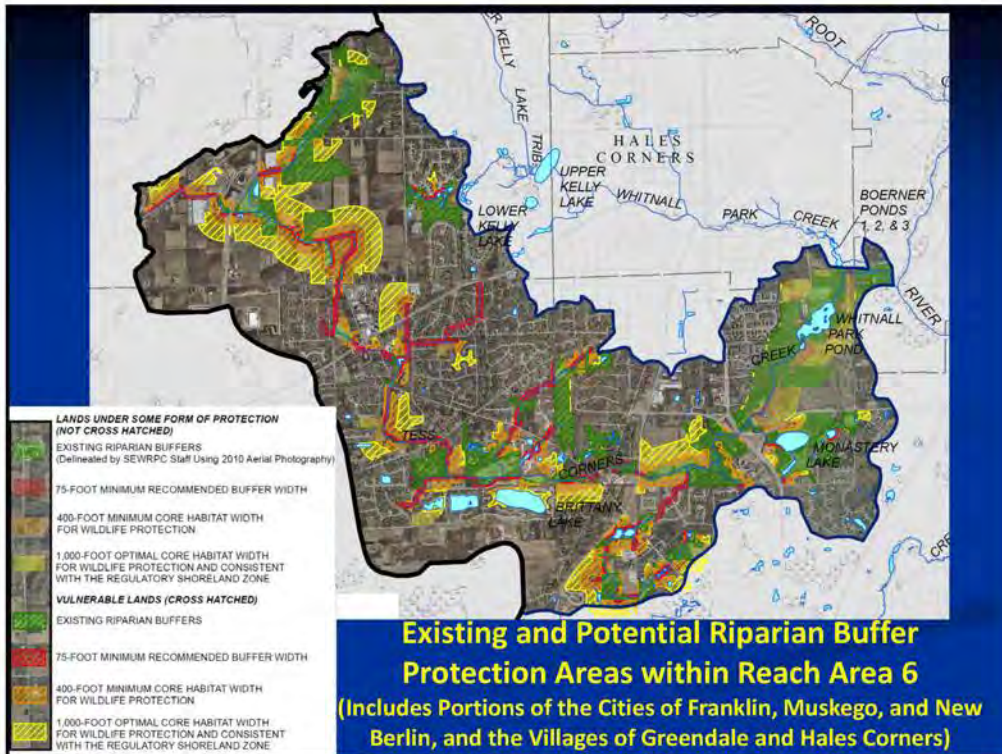 ER KELLY
LAKE TRIB
ROOT
HALES
CORNERS
UPPER
KELLY
LAKE
LOWER
KELLY
LAKE
WHITNALL
PARK
CREEK
BOERNER
PONDS
1, 2, & 3
RIVER
WHITNALL
PARK
POND
CREEK
TESS
CORNERS
MONASTERY
LAKE
BRITTANY
LAKE
CRE
LANDS UNDER SOME FORM OF PROTECTION
(NOT CROSS HATCHED)
EXISTING RIPARIAN BUFFERS
(Delineated by SEWRPC Staff Using 2010 Aerial Photography)
75-FOOT MINIMUM RECOMMENDED BUFFER WIDTH
400-FOOT MINIMUM CORE HABITAT WIDTH
FOR WILDLIFE PROTECTION
1,000-FOOT OPTIMAL CORE HABITAT WIDTH
FOR WILDLIFE PROTECTION AND CONSISTENT
WITH THE REGULATORY SHORELAND ZONE
VULNERABLE LANDS (CROSS HATCHED)
EXISTING RIPARIAN BUFFERS
75-FOOT MINIMUM RECOMMENDED BUFFER WIDTH
400-FOOT MINIMUM CORE HABITAT WIDTH
FOR WILDLIFE PROTECTION
1,000-FOOT OPTIMAL CORE HABITAT WIDTH
FOR WILDLIFE PROTECTION AND CONSISTENT
WITH THE REGULATORY SHORELAND ZONE
Existing and Potential Riparian Buffer
Protection Areas within Reach Area 6
(Includes Portions of the Cities of Franklin, Muskego, and New
Berlin, and the Villages of Greendale and Hales Corners)